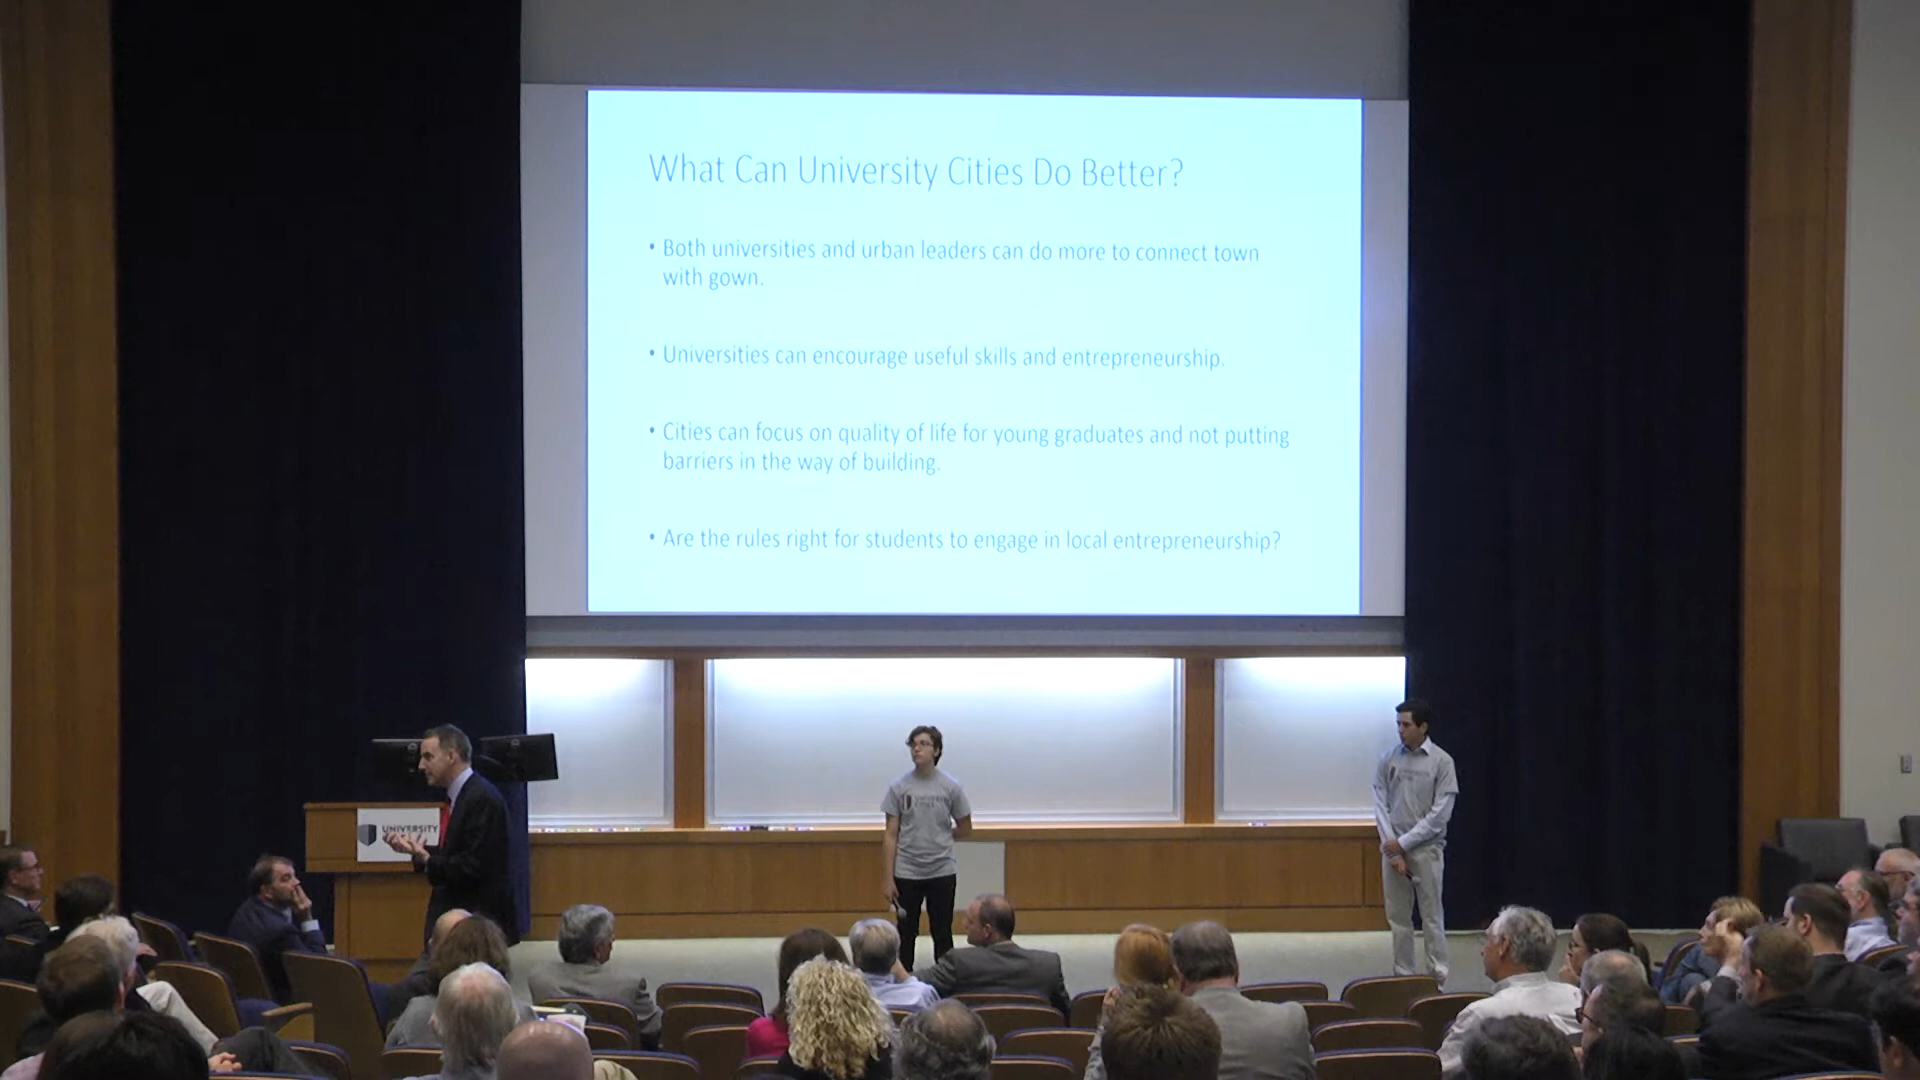 What Can University Cities Do Better?
• Both universities and urban leaders can do more to connect town
with gown.
• Universities can encourage useful skills and entrepreneurship.
• Cities can focus on quality of life for young graduates and not putting
barriers in the way of building.
• Are the rules right for students to engage in local entrepreneurship?
UNIVERSITY
UNIVERSITY